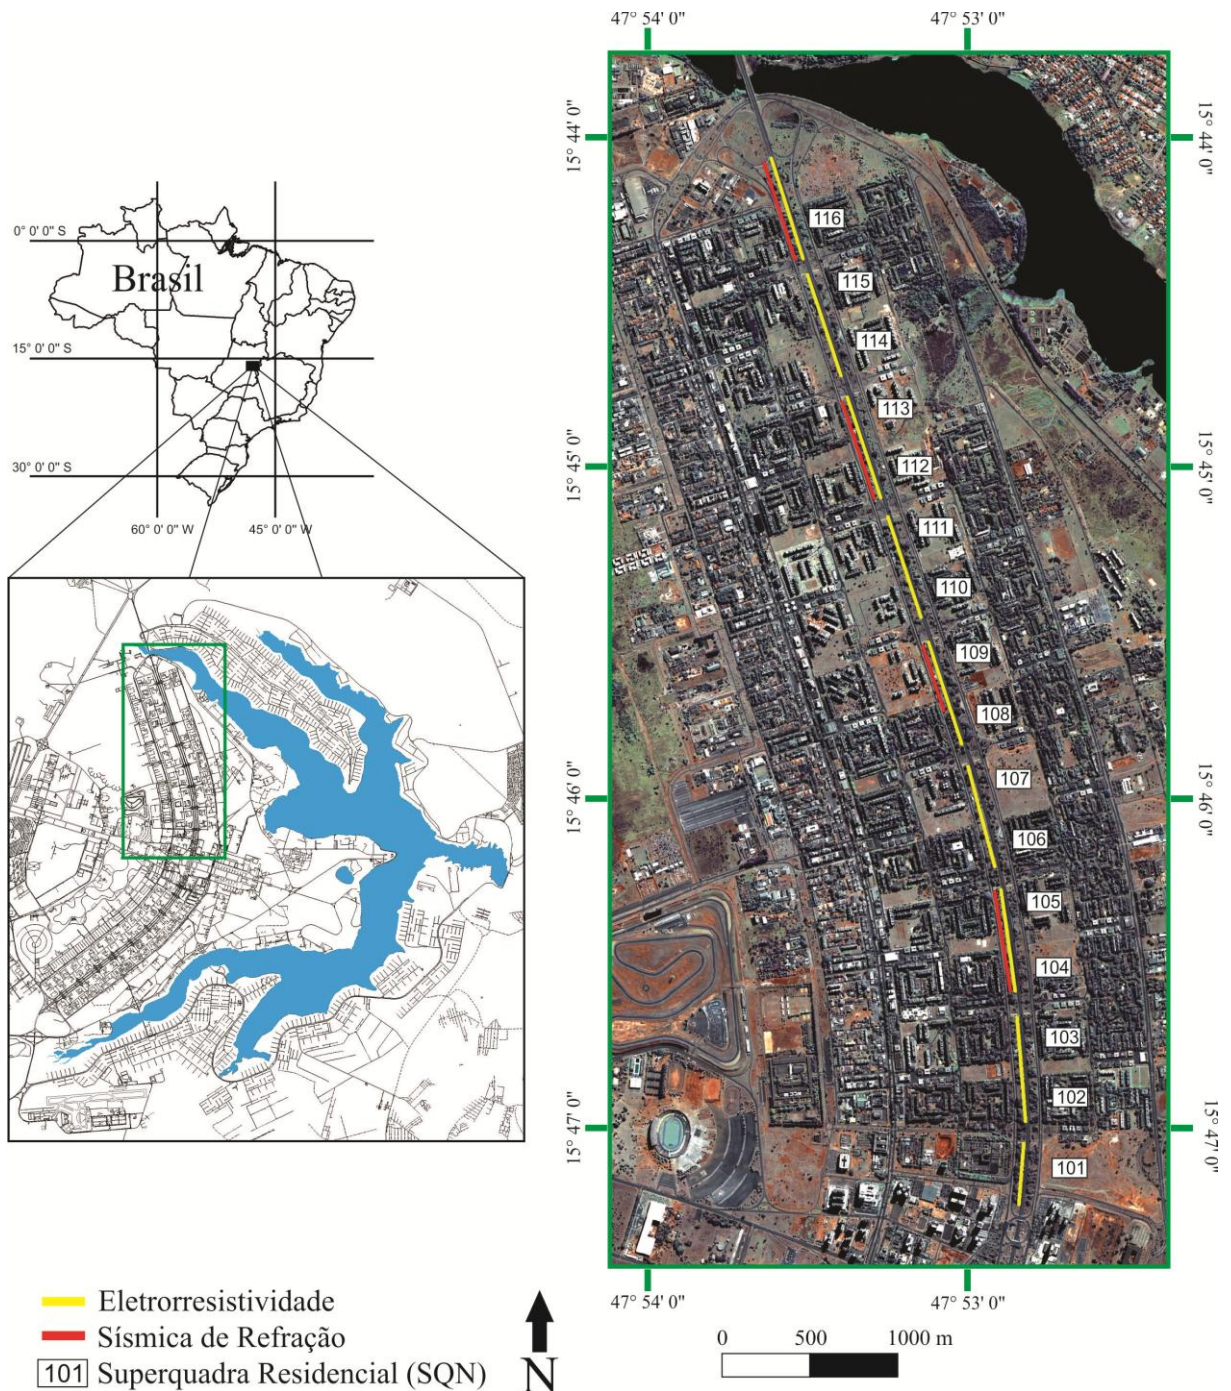 47° 54' 0"
47° 53' 0"
15° 44' 0"
15° 44' 0"
0° 0' 0" S
Brasil
15° 0' 0" S
30° 0' 0" S
60° 0' 0" W
45° 0' 0" W
116
115
114
113
112
111
110
109
108
107
106
105
104
103
102
101
15° 45' 0"
15° 45' 0"
15° 46' 0"
15° 46' 0"
15° 47' 0"
15° 47' 0"
47° 54' 0"
47° 53' 0"
Eletrorresistividade
Sísmica de Refração
101 Superquadra Residencial (SQN)
N
0 500 1000 m